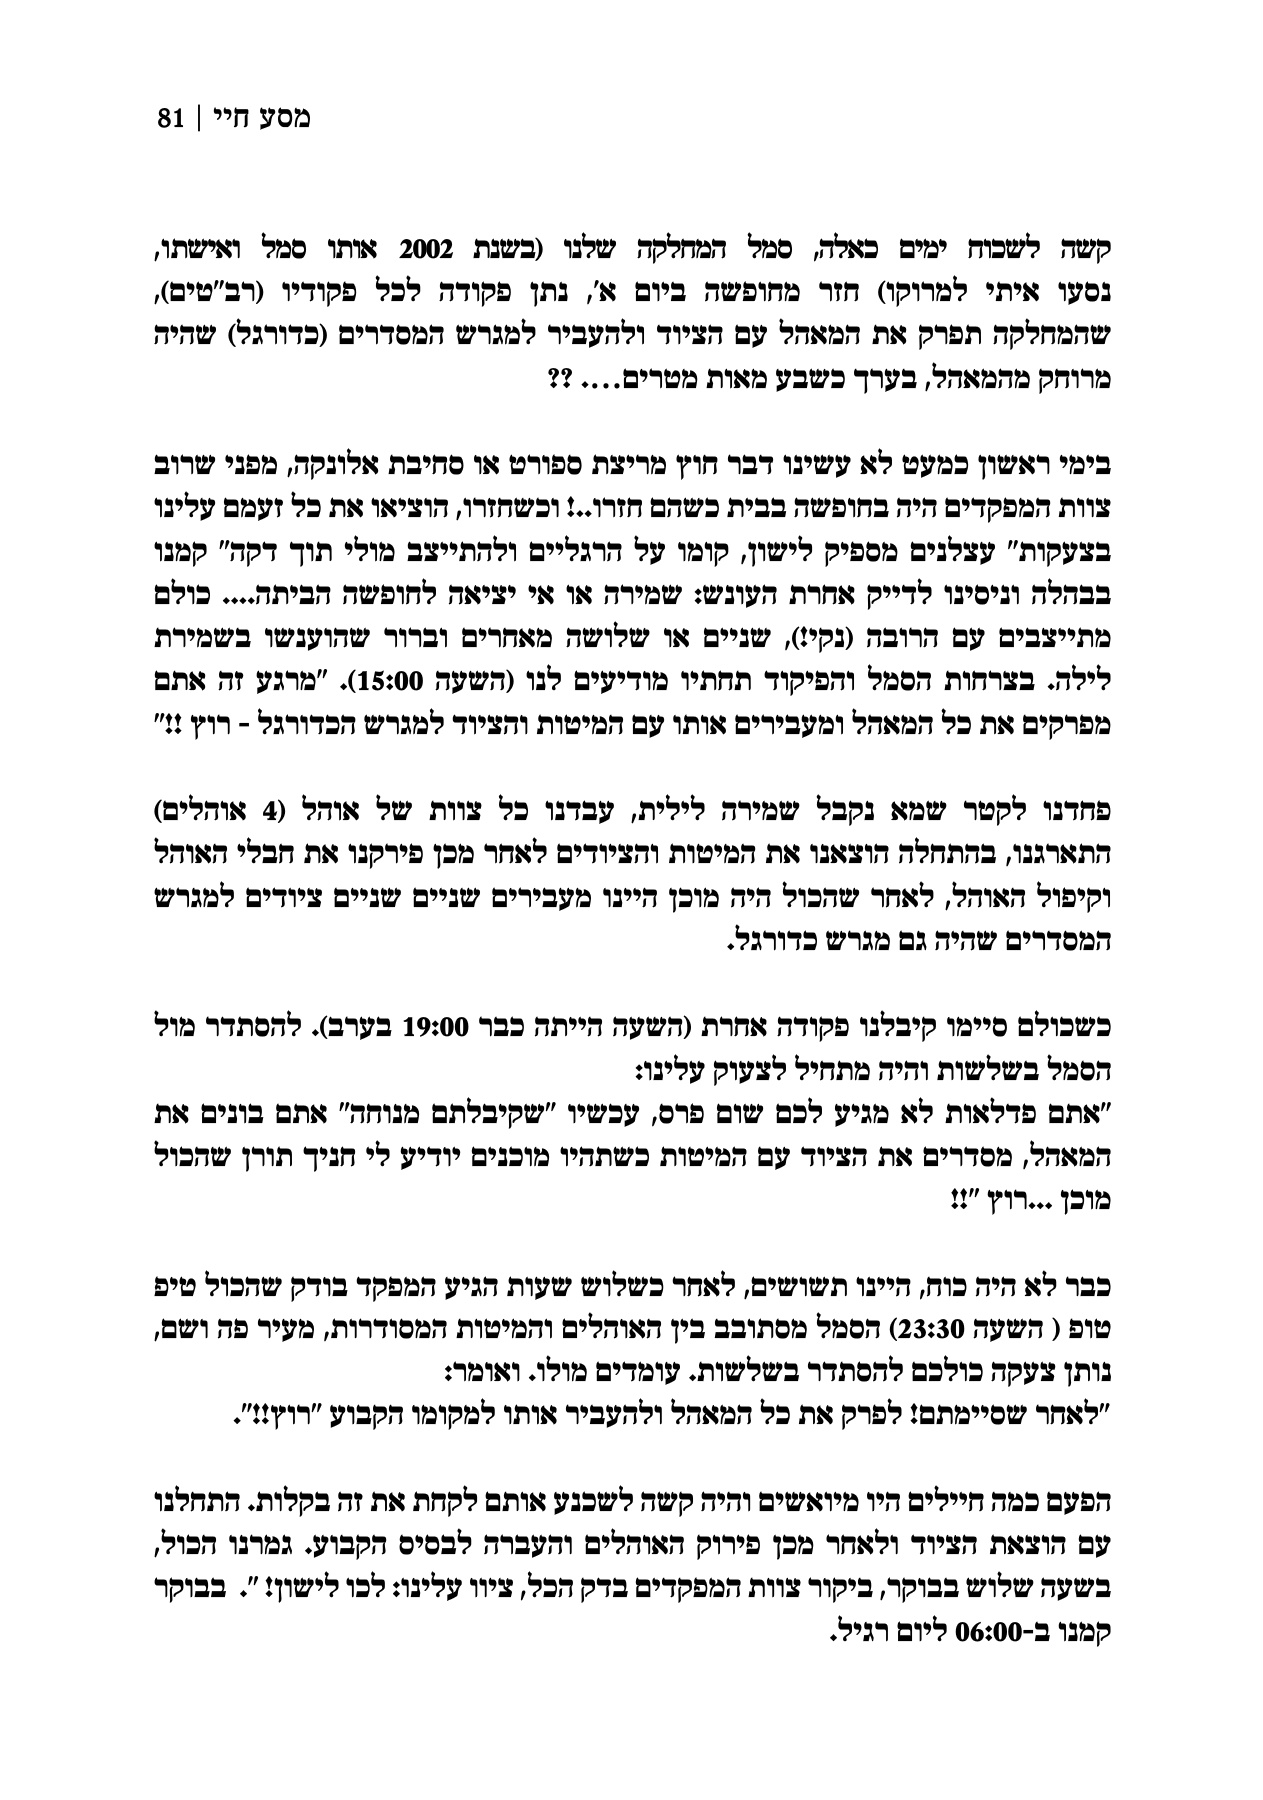 מסע חיי | 81
קשה לשכוח ימים כאלה, סמל המחלקה שלנו (בשנת 2002 אותו סמל ואישתו,
נסעו איתי למרוקו) חזר מחופשה ביום א', נתן פקודה לכל פקודיו (רב"טים),
שהמחלקה תפרק את המאהל עם הציוד ולהעביר למגרש המסדרים (כדורגל) שהיה
מרוחק מהמאהל, בערך כשבע מאות מטרים…. ??
בימי ראשון כמעט לא עשינו דבר חוץ מריצת ספורט או סחיבת אלונקה, מפני שרוב
צוות המפקדים היה בחופשה בבית כשהם חזרו..! וכשחזרו, הוציאו את כל זעמם עלינו
בצעקות" עצלנים מספיק לישון, קומו על הרגליים ולהתייצב מולי תוך דקה" קמנו
בבהלה וניסינו לדייק אחרת העונש: שמירה או אי יציאה לחופשה הביתה.... כולם
מתייצבים עם הרובה (נקי!), שניים או שלושה מאחרים וברור שהוענשו בשמירת
לילה. בצרחות הסמל והפיקוד תחתיו מודיעים לנו (השעה 15:00). "מרגע זה אתם
מפרקים את כל המאהל ומעבירים אותו עם המיטות והציוד למגרש הכדורגל - רוץ !!"
פחדנו לקטר שמא נקבל שמירה לילית, עבדנו כל צוות של אוהל (4 אוהלים)
התארגנו, בהתחלה הוצאנו את המיטות והציודים לאחר מכן פירקנו את חבלי האוהל
וקיפול האוהל, לאחר שהכול היה מוכן היינו מעבירים שניים שניים ציודים למגרש
המסדרים שהיה גם מגרש כדורגל.
כשכולם סיימו קיבלנו פקודה אחרת (השעה הייתה כבר 19:00 בערב). להסתדר מול
הסמל בשלשות והיה מתחיל לצעוק עלינו:
"אתם פדלאות לא מגיע לכם שום פרס, עכשיו "שקיבלתם מנוחה" אתם בונים את
המאהל, מסדרים את הציוד עם המיטות כשתהיו מוכנים יודיע לי חניך תורן שהכול
מוכן ...רוץ "!!
כבר לא היה כוח, היינו תשושים, לאחר כשלוש שעות הגיע המפקד בודק שהכול טיפ
טופ ( השעה 23:30) הסמל מסתובב בין האוהלים והמיטות המסודרות, מעיר פה ושם,
נותן צעקה כולכם להסתדר בשלשות. עומדים מולו. ואומר:
"לאחר שסיימתם! לפרק את כל המאהל ולהעביר אותו למקומו הקבוע "רוץ!!".
הפעם כמה חיילים היו מיואשים והיה קשה לשכנע אותם לקחת את זה בקלות. התחלנו
עם הוצאת הציוד ולאחר מכן פירוק האוהלים והעברה לבסיס הקבוע. גמרנו הכול,
בשעה שלוש בבוקר, ביקור צוות המפקדים בדק הכל, ציוו עלינו: לכו לישון! ". בבוקר
קמנו ב-06:00 ליום רגיל.